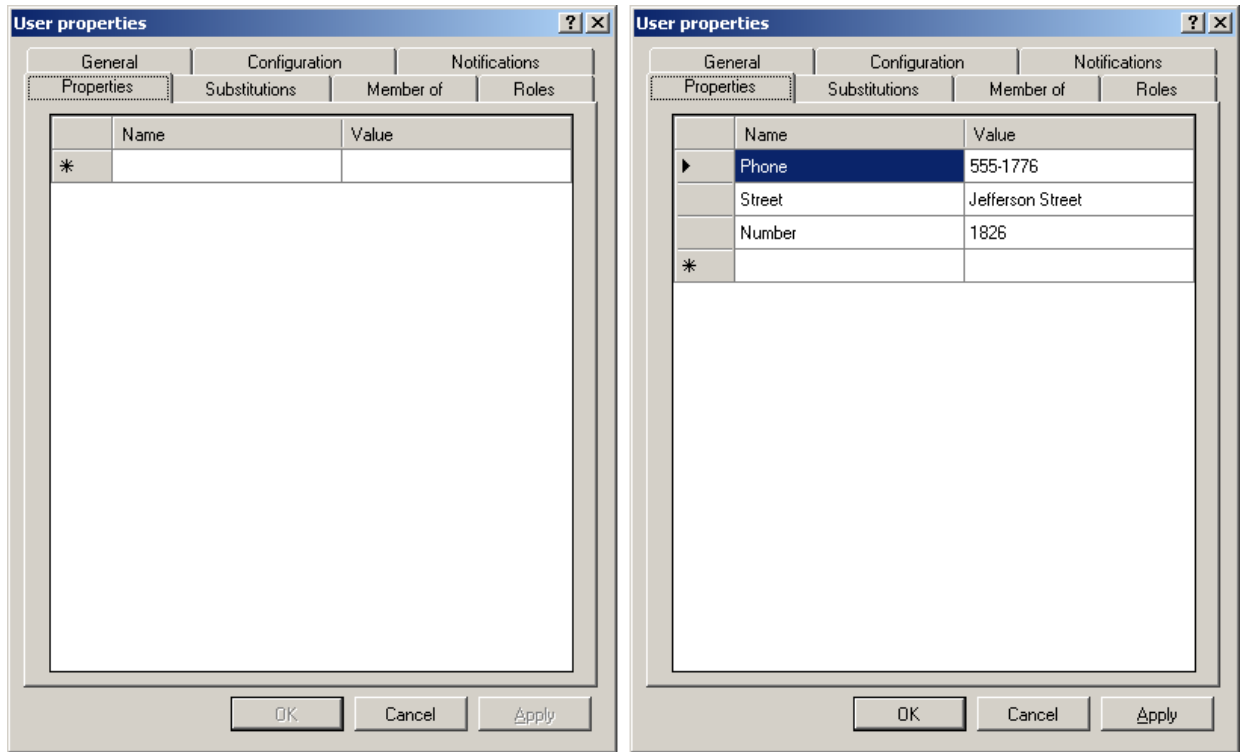 User properties
General Configuration Notifications
Properties Substitutions Member of Roles
Name Value
OK Cancel Apply
User properties
General Configuration Notifications
Properties Substitutions Member of Roles
Name Value
Phone 555-1776
Street Jefferson Street
Number 1826
OK Cancel Apply